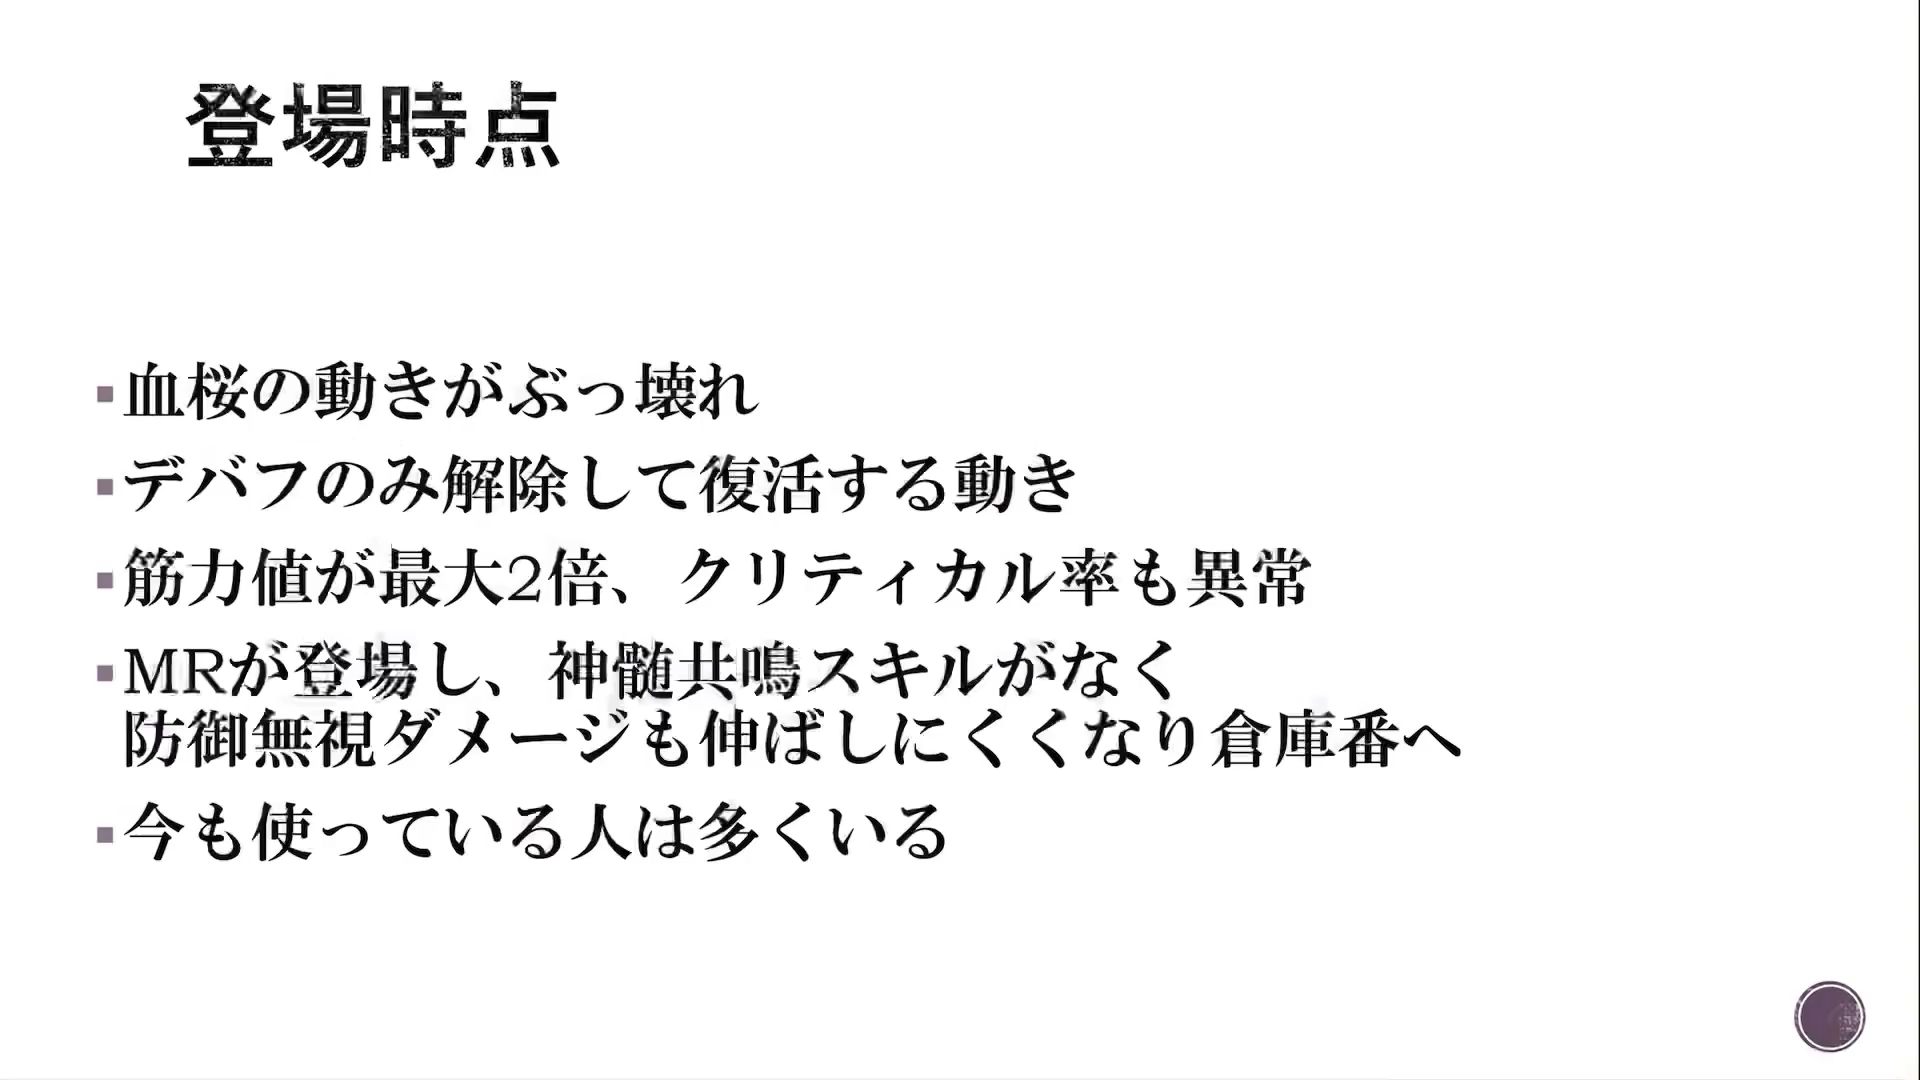 登場時点
▪血桜の動きがぶっ壊れ
▪デバフのみ解除して復活する動き
▪筋力値が最大2倍、クリティカル率も異常
▪MRが登場し、神髄共鳴スキルがなく
防御無視ダメージも伸ばしにくくなり倉庫番へ
▪今も使っている人は多くいる